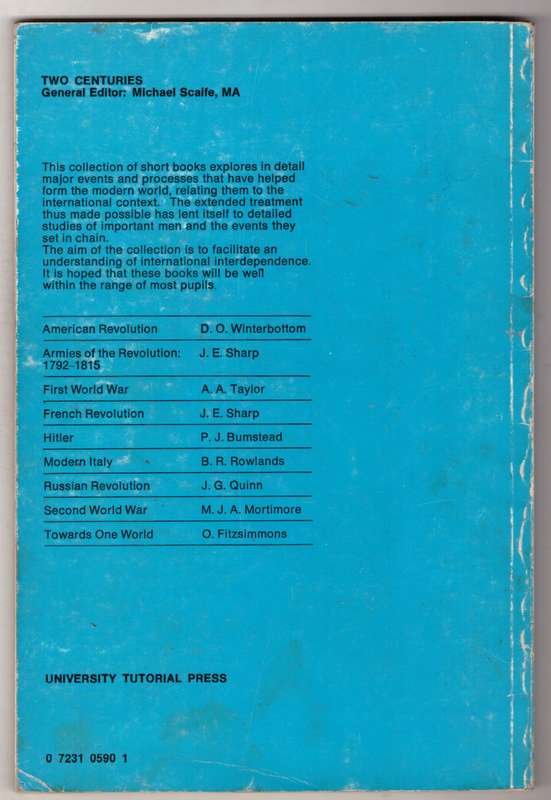 TWO CENTURIES
General Editor: Michael Scaife, MA
This collection of short books explores in detail
major events and processes that have helped
form the modern world, relating them to the
international context. The extended treatment
thus made possible has lent itself to detailed
studies of important men and the events they
set in chain.
The aim of the collection is to facilitate an
understanding of international interdependence.
It is hoped that these books will be well
within the range of most pupils.
American Revolution D. O. Winterbottom
Armies of the Revolution: J. E. Sharp
1792-1815
First World War A. A. Taylor
French Revolution J. E. Sharp
Hitler P. J. Bumstead
Modern Italy B. R. Rowlands
Russian Revolution J. G. Quinn
Second World War M. J. A. Mortimore
Towards One World O. Fitzsimmons
UNIVERSITY TUTORIAL PRESS
0 7231 0590 1